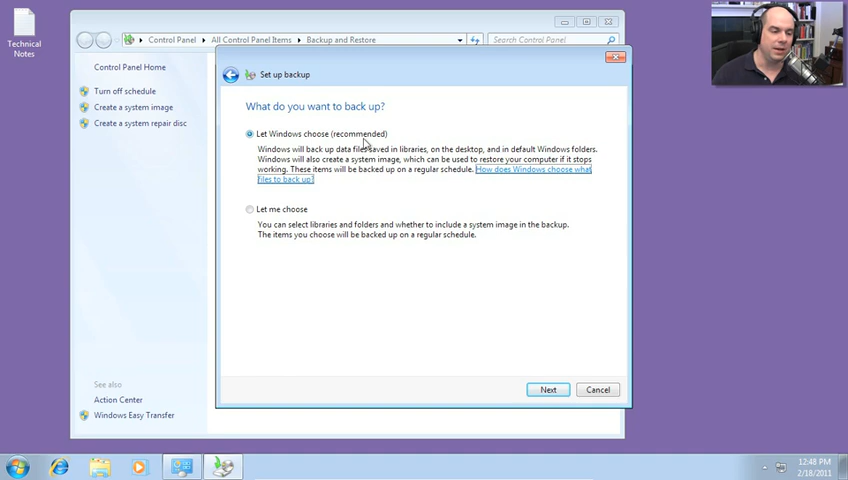 Technical
Notes
Control Panel
All Control Panel Items
Backup and Restore
Search Control Panel
Control Panel Home
Turn off schedule
Create a system image
Create a system repair disc
See also
Action Center
Windows Easy Transfer
Set up backup
What do you want to back up?
Let Windows choose (recommended)
Windows will back up data files saved in libraries, on the desktop, and in default Windows folders.
Windows will also create a system image, which can be used to restore your computer if it stops
working. These items will be backed up on a regular schedule. How does Windows choose what
files to back up?
Let me choose
You can select libraries and folders and whether to include a system image in the backup.
The items you choose will be backed up on a regular schedule.
Next
Cancel
12:48 PM
2/18/2011